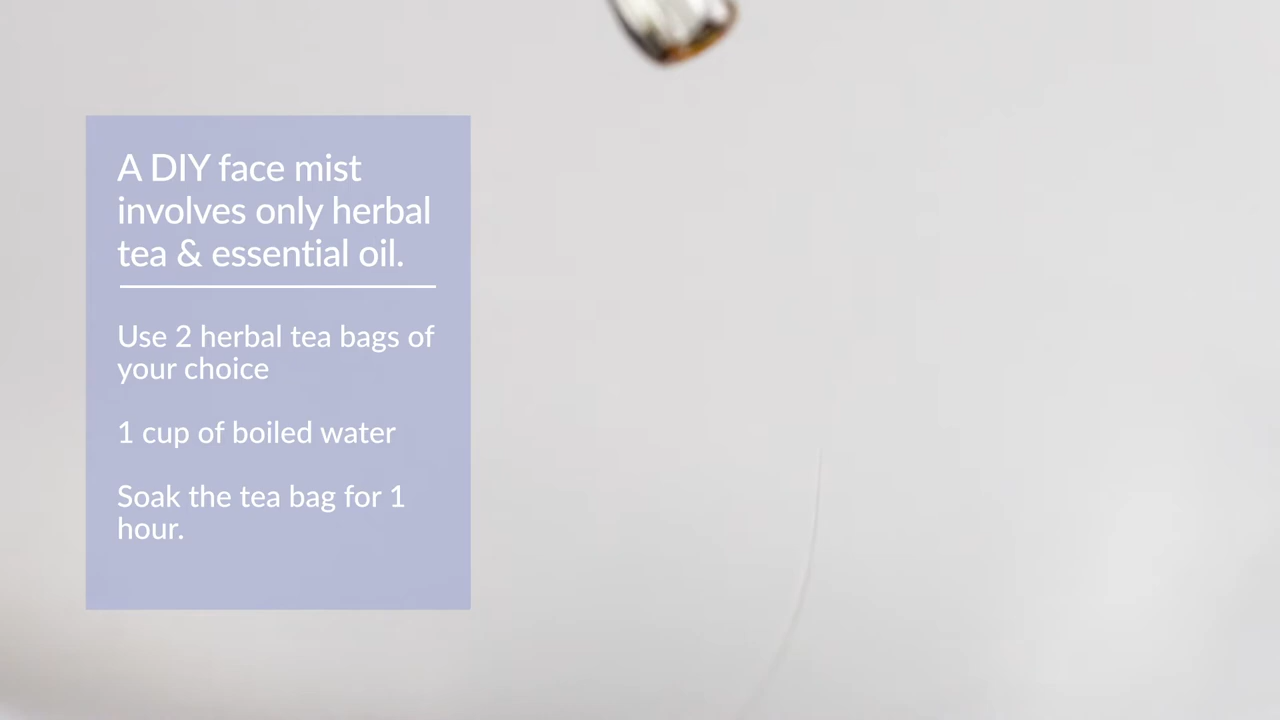 A DIY face mist
involves only herbal
tea & essential oil.
Use 2 herbal tea bags of
your choice
1 cup of boiled water
Soak the tea bag for 1
hour.